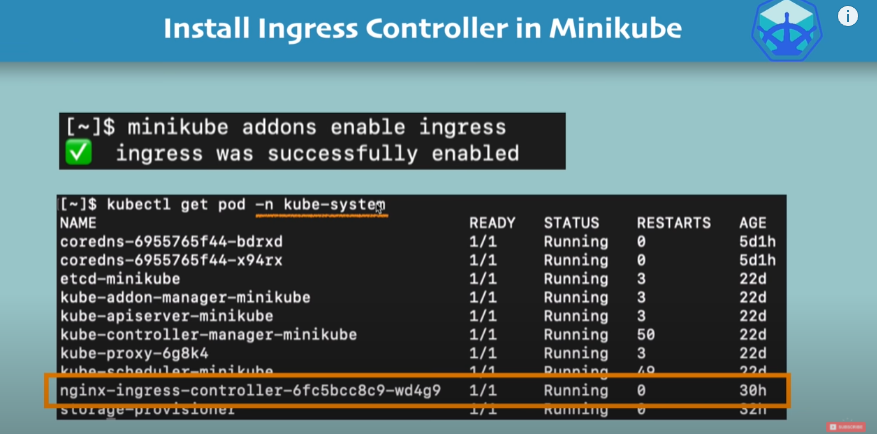 Install Ingress Controller in Minikube
[~]$ minikube addons enable ingress
ingress was successfully enabled
[~]$ kubectl get pod -n kube-system
NAME READY STATUS RESTARTS AGE
coredns-6955765f44-bdrxd 1/1 Running 0 5d1h
coredns-6955765f44-x94rx 1/1 Running 0 5d1h
etcd-minikube 1/1 Running 3 22d
kube-addon-manager-minikube 1/1 Running 3 22d
kube-apiserver-minikube 1/1 Running 3 22d
kube-controller-manager-minikube 1/1 Running 50 22d
kube-proxy-6g8k4 1/1 Running 3 22d
kube-scheduler-minikube 1/1 Running 49 22d
nginx-ingress-controller-6fc5bcc8c9-wd4g9 1/1 Running 0 30h
storage-provisioner 1/1 Running 0 32h
SUBSCRIBE